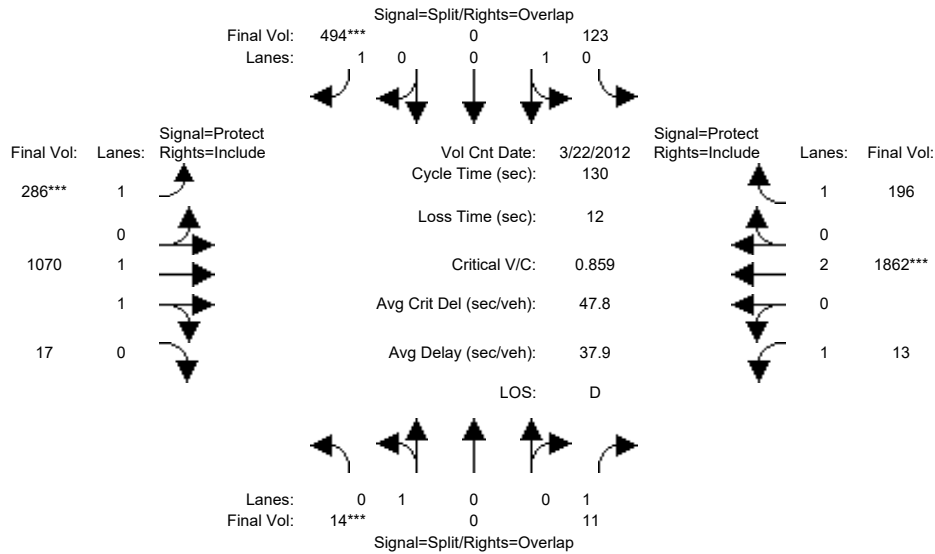 Signal=Split/Rights=Overlap
Final Vol: 494*** 0 123
Lanes: 1 0 0 1 0
Signal=Protect
Final Vol: Lanes: Rights=Include
Vol Cnt Date: 3/22/2012
Signal=Protect
Rights=Include Lanes: Final Vol:
Cycle Time (sec): 130
286*** 1
1 196
Loss Time (sec): 12
0
0
1070 1
Critical V/C: 0.859
2 1862***
1
Avg Crit Del (sec/veh): 47.8
0
17 0
Avg Delay (sec/veh): 37.9
1 13
LOS: D
Lanes: 0 1 0 0 1
Final Vol: 14*** 0 11
Signal=Split/Rights=Overlap